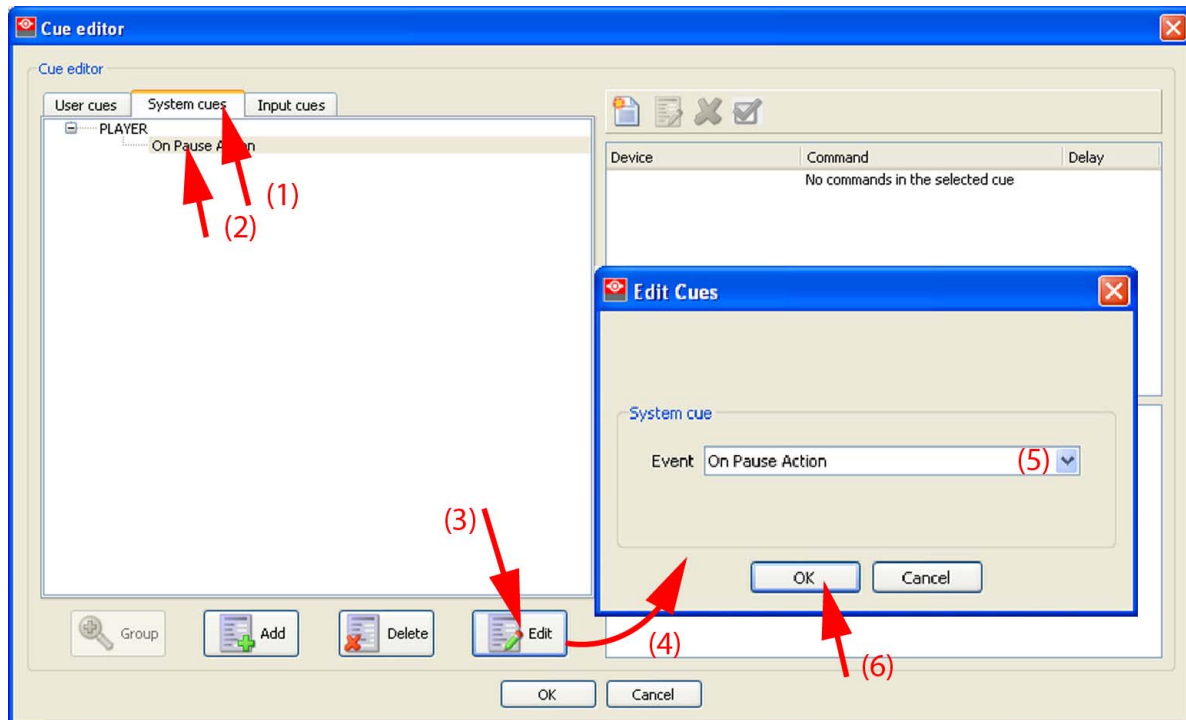 Cue editor
Cue editor
User cues
System cues
Input cues
PLAYER
On Pause Action
(1)
(2)
Device
Command
Delay
No commands in the selected cue
Edit Cues
System cue
Event
On Pause Action
(5)
OK
Cancel
(3)
(4)
(6)
Group
Add
Delete
Edit
OK
Cancel